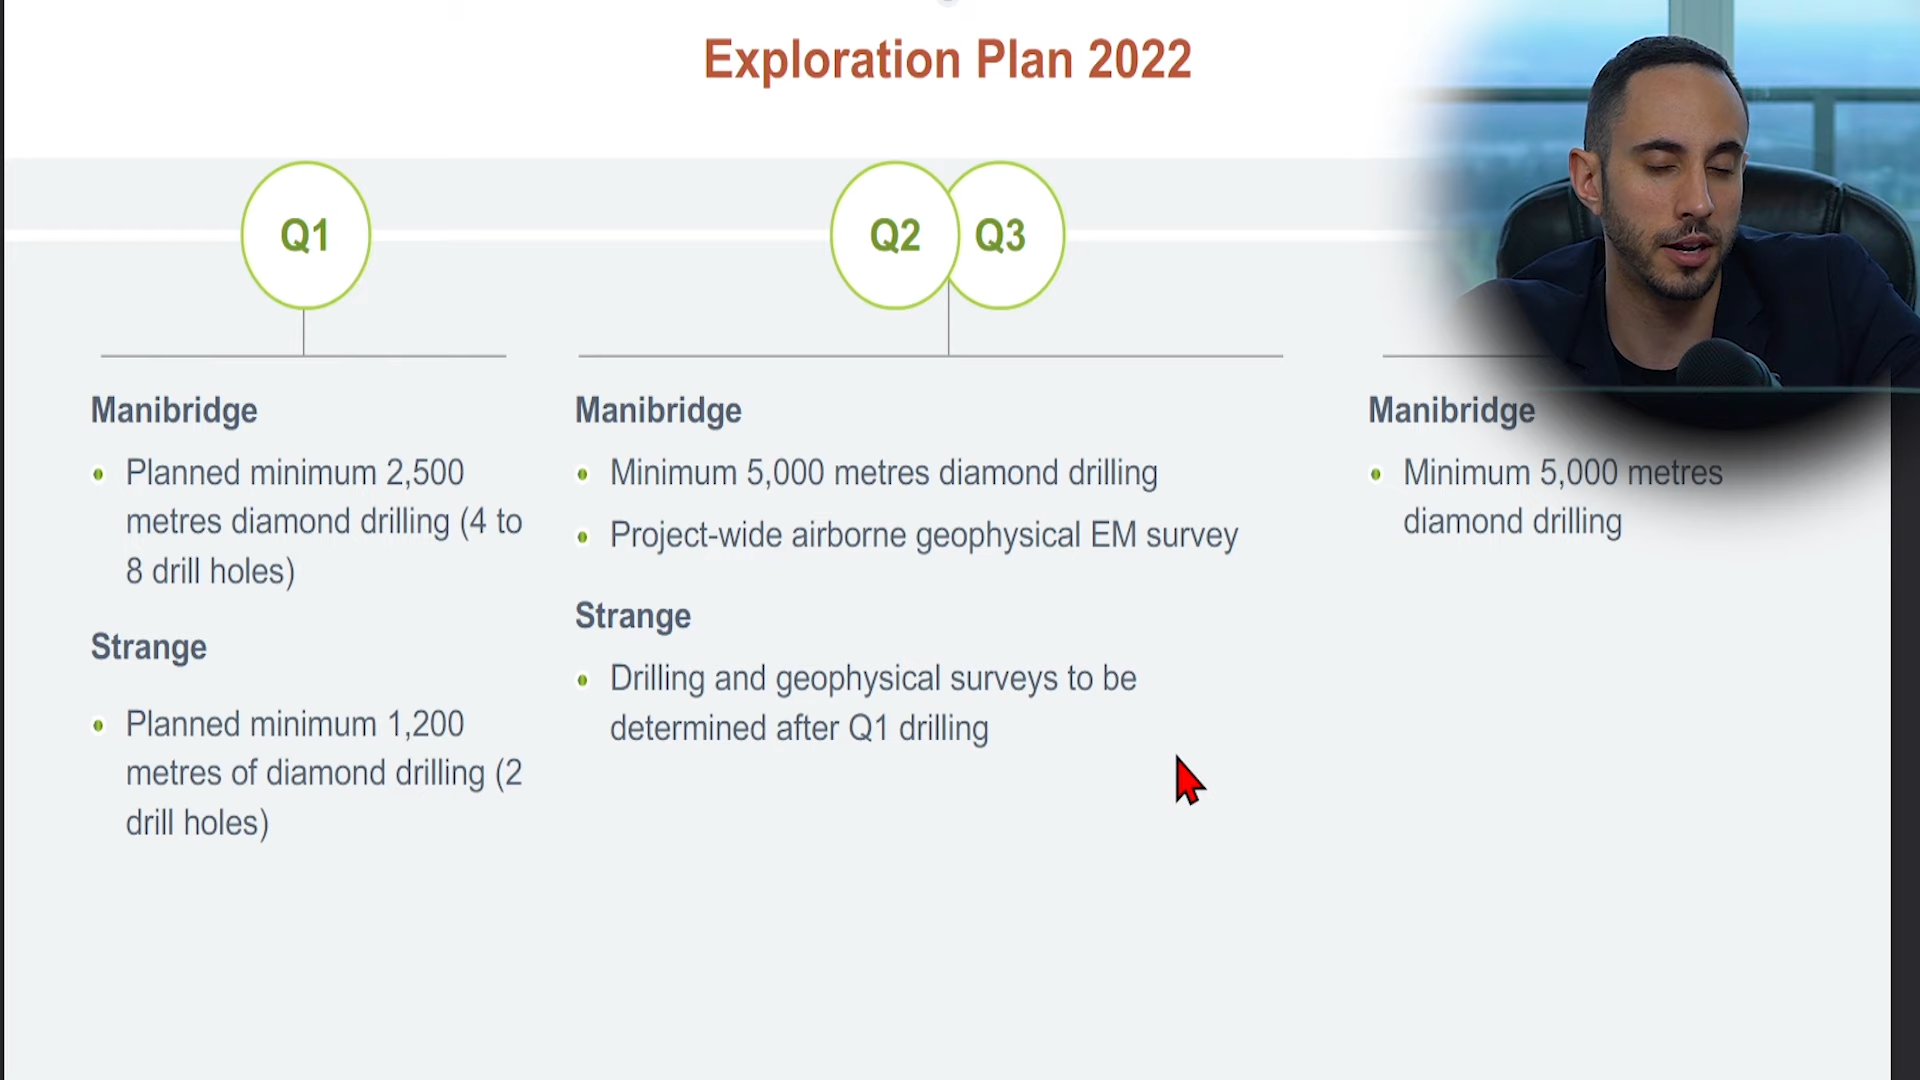 Exploration Plan 2022
Q1
Q2
Q3
Manibridge
Planned minimum 2,500
metres diamond drilling (4 to
8 drill holes)
Strange
Planned minimum 1,200
metres of diamond drilling (2
drill holes)
Manibridge
Minimum 5,000 metres diamond drilling
Project-wide airborne geophysical EM survey
Strange
Drilling and geophysical surveys to be
determined after Q1 drilling
Manibridge
Minimum 5,000 metres
diamond drilling